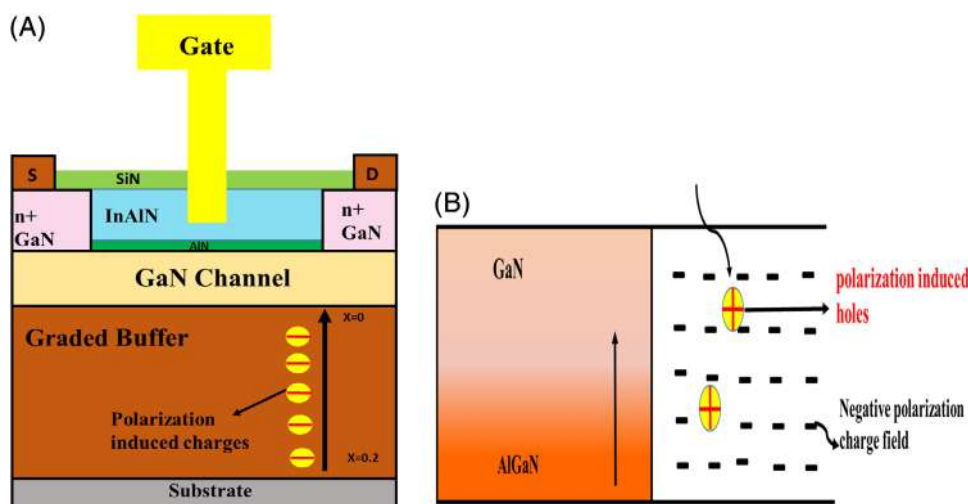 (A)
Gate
S
D
SiN
n+
GaN
InAlN
n+
GaN
AlN
GaN Channel
X=0
Graded Buffer
Polarization
induced charges
X=0.2
Substrate
(B)
GaN
AlGaN
polarization induced
holes
Negative polarization
charge field